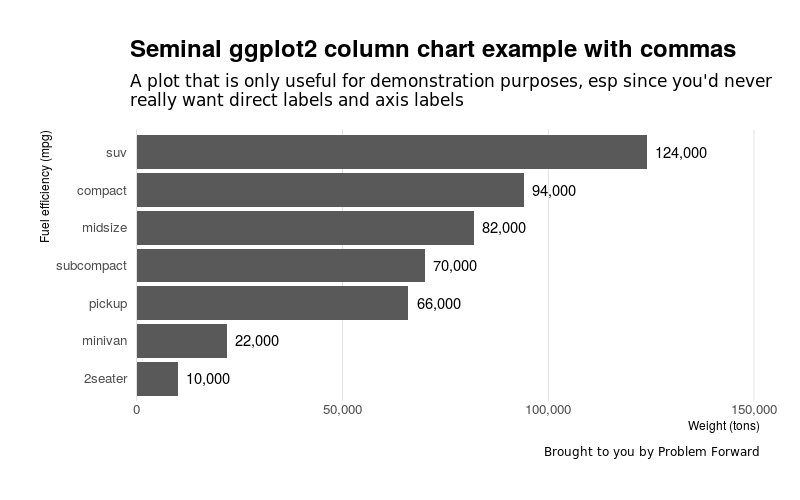 Seminal ggplot2 column chart example with commas
A plot that is only useful for demonstration purposes, esp since you'd never
really want direct labels and axis labels
Fuel efficiency (mpg)
suv 124,000
compact 94,000
midsize 82,000
subcompact 70,000
pickup 66,000
minivan 22,000
2seater 10,000
0 50,000 100,000 150,000
Weight (tons)
Brought to you by Problem Forward